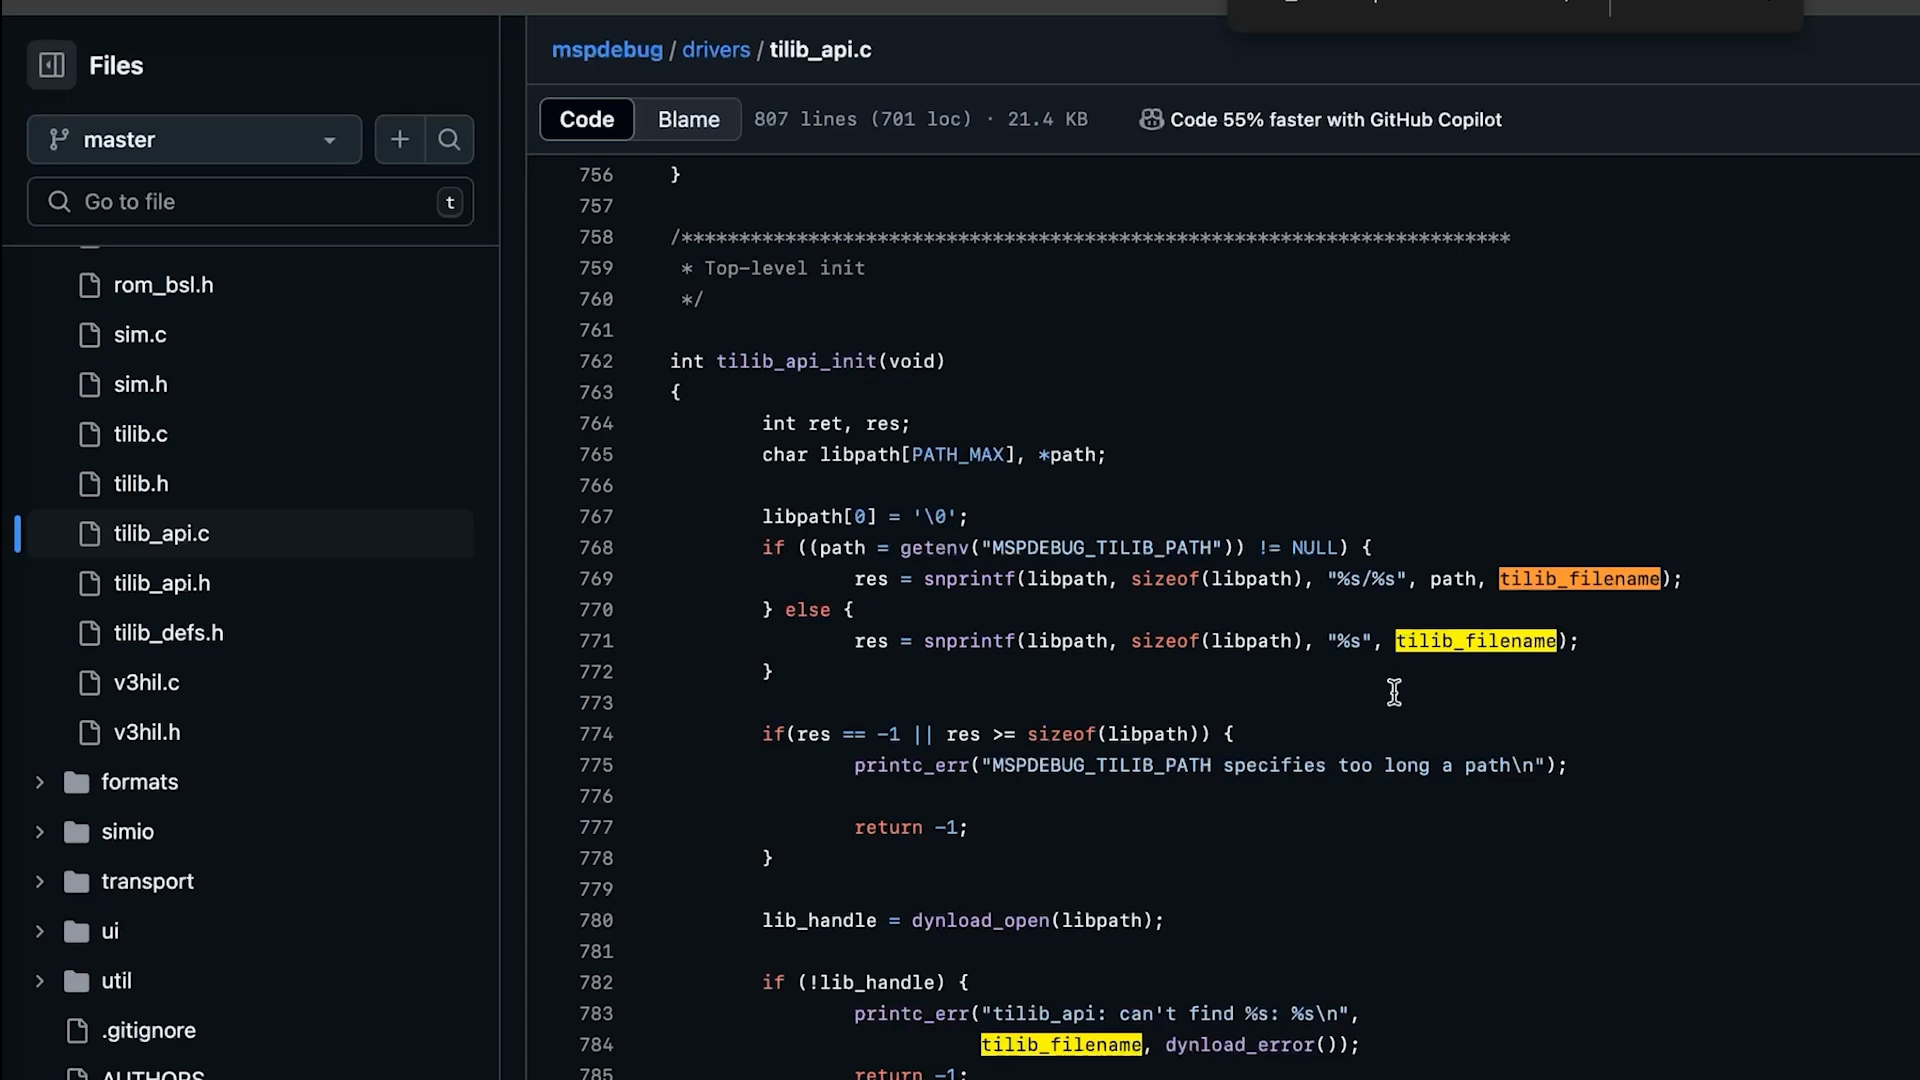 Files
master
Go to file
t
rom_bsl.h
sim.c
sim.h
tilib.c
tilib.h
tilib_api.c
tilib_api.h
tilib_defs.h
v3hil.c
v3hil.h
formats
simio
transport
ui
util
.gitignore
AUTHORS
mspdebug / drivers / tilib_api.c
Code Blame 807 lines (701 loc) · 21.4 KB Code 55% faster with GitHub Copilot
756 }
757
758 /************************************************************************
759 * Top-level init
760 */
761
762 int tilib_api_init(void)
763 {
764 int ret, res;
765 char libpath[PATH_MAX], *path;
766
767 libpath[0] = '\0';
768 if ((path = getenv("MSPDEBUG_TILIB_PATH")) != NULL) {
769 res = snprintf(libpath, sizeof(libpath), "%s/%s", path, tilib_filename);
770 } else {
771 res = snprintf(libpath, sizeof(libpath), "%s", tilib_filename);
772 }
773
774 if(res == -1 || res >= sizeof(libpath)) {
775 printc_err("MSPDEBUG_TILIB_PATH specifies too long a path\n");
776
777 return -1;
778 }
779
780 lib_handle = dynload_open(libpath);
781
782 if (!lib_handle) {
783 printc_err("tilib_api: can't find %s: %s\n",
784 tilib_filename, dynload_error());
785 return -1;